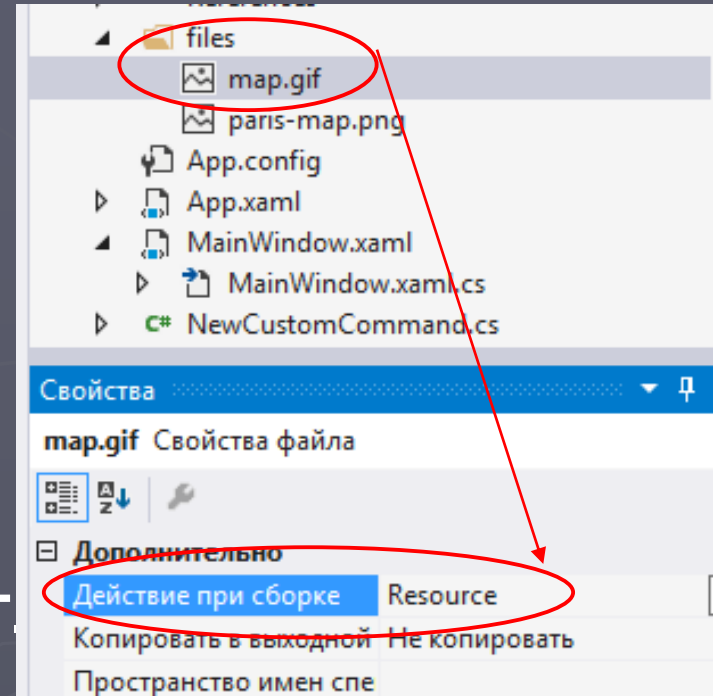 files
map.gif
paris-map.png
App.config
App.xaml
MainWindow.xaml
MainWindow.xaml.cs
C# NewCustomCommand.cs
Свойства
map.gif Свойства файла
Дополнительно
Действие при сборке Resource
Копировать в выходной Не копировать
Пространство имен спе